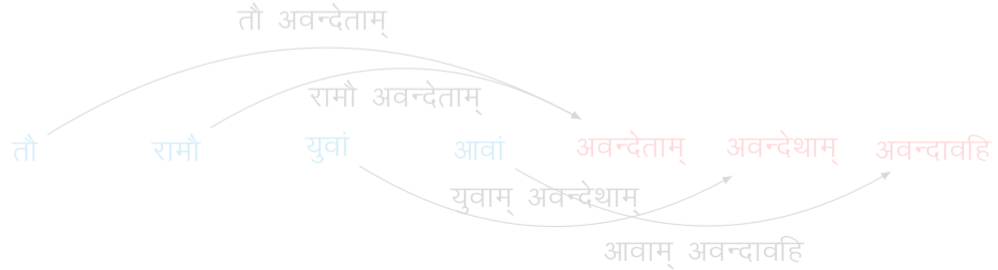 तौ अवन्देताम्
रामौ अवन्देताम्
तौ रामौ युवां आवां अवन्देताम् अवन्देथाम् अवन्दावहि
युवाम् अवन्देथाम्
आवाम् अवन्दावहि